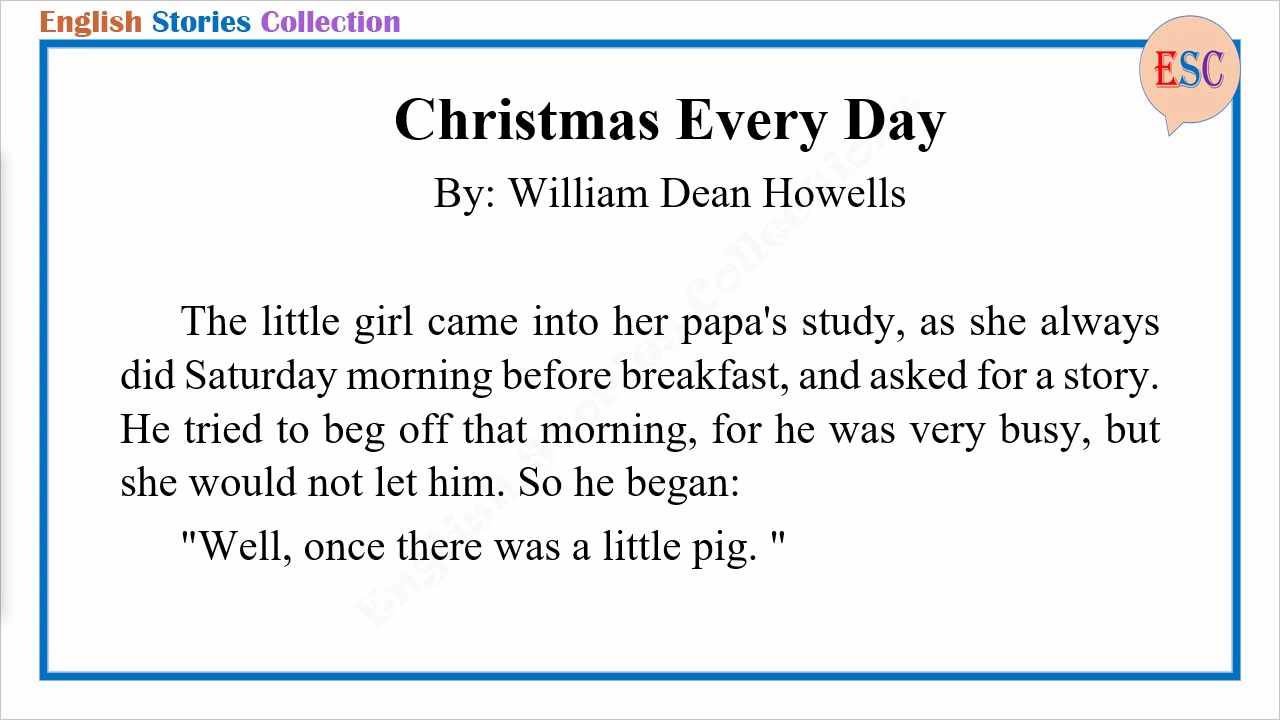 English Stories Collection
ESC
Christmas Every Day
By: William Dean Howells
The little girl came into her papa's study, as she always
did Saturday morning before breakfast, and asked for a story.
He tried to beg off that morning, for he was very busy, but
she would not let him. So he began:
"Well, once there was a little pig. "
English Stories Collections